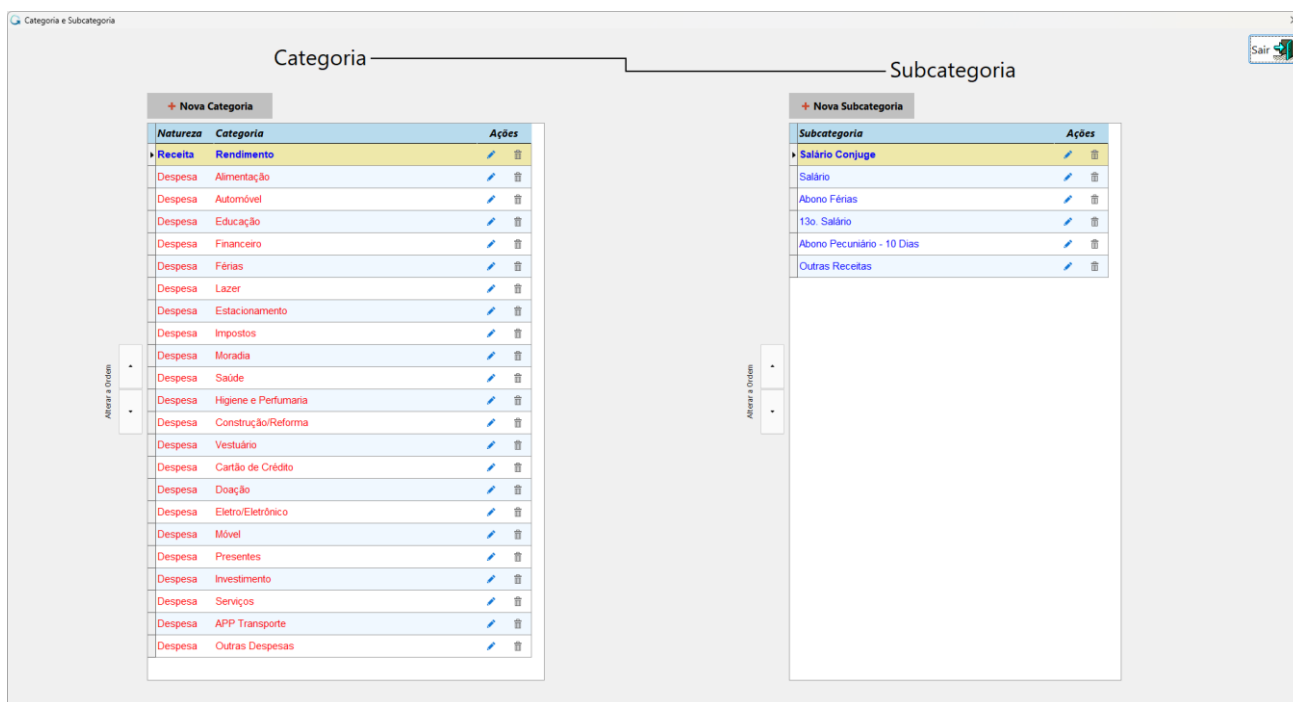 Categoria e Subcategoria
Sair
Categoria
Subcategoria
+ Nova Categoria
Natureza Categoria Ações
Receita Rendimento
Despesa Alimentação
Despesa Automóvel
Despesa Educação
Despesa Financeiro
Despesa Férias
Despesa Lazer
Despesa Estacionamento
Despesa Impostos
Despesa Moradia
Despesa Saúde
Despesa Higiene e Perfumaria
Despesa Construção/Reforma
Despesa Vestuário
Despesa Cartão de Crédito
Despesa Doação
Despesa Eletro/Eletrônico
Despesa Móvel
Despesa Presentes
Despesa Investimento
Despesa Serviços
Despesa APP Transporte
Despesa Outras Despesas
Alterar a Ordem
+ Nova Subcategoria
Subcategoria Ações
Salário Conjuge
Salário
Abono Férias
13o. Salário
Abono Pecuniário - 10 Dias
Outras Receitas
Alterar a Ordem